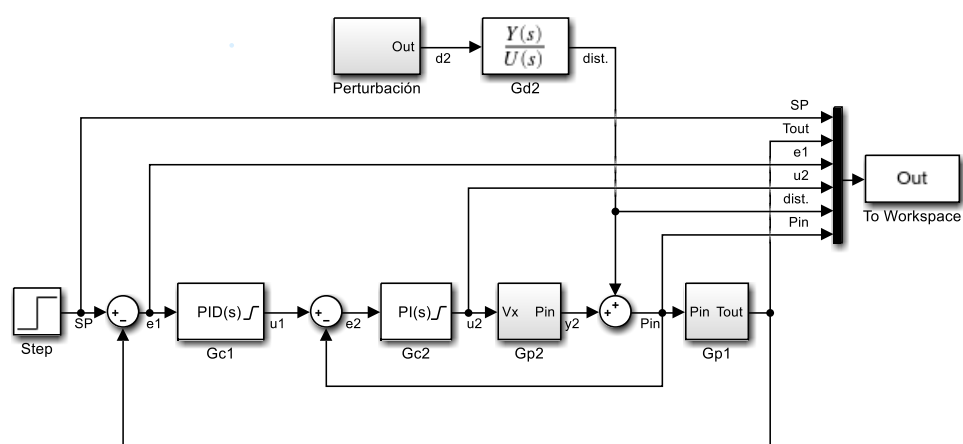 Out
d2
Y(s)
U(s)
dist.
Perturbación
Gd2
SP
Tout
e1
u2
dist.
Pin
Out
To Workspace
SP
Step
e1
PID(s)
Gc1
u1
e2
PI(s)
Gc2
u2
Vx Pin
Gp2
y2
Pin
Pin Tout
Gp1